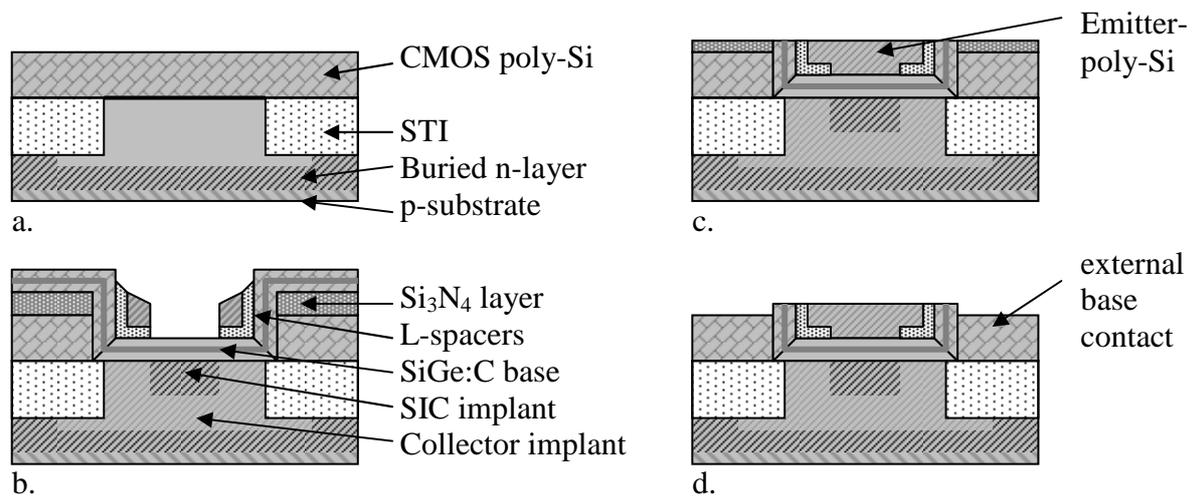 CMOS poly-Si
STI
Buried n-layer
p-substrate
a.
Si₃N₄ layer
L-spacers
SiGe:C base
SIC implant
Collector implant
b.
Emitter-
poly-Si
c.
external
base
contact
d.